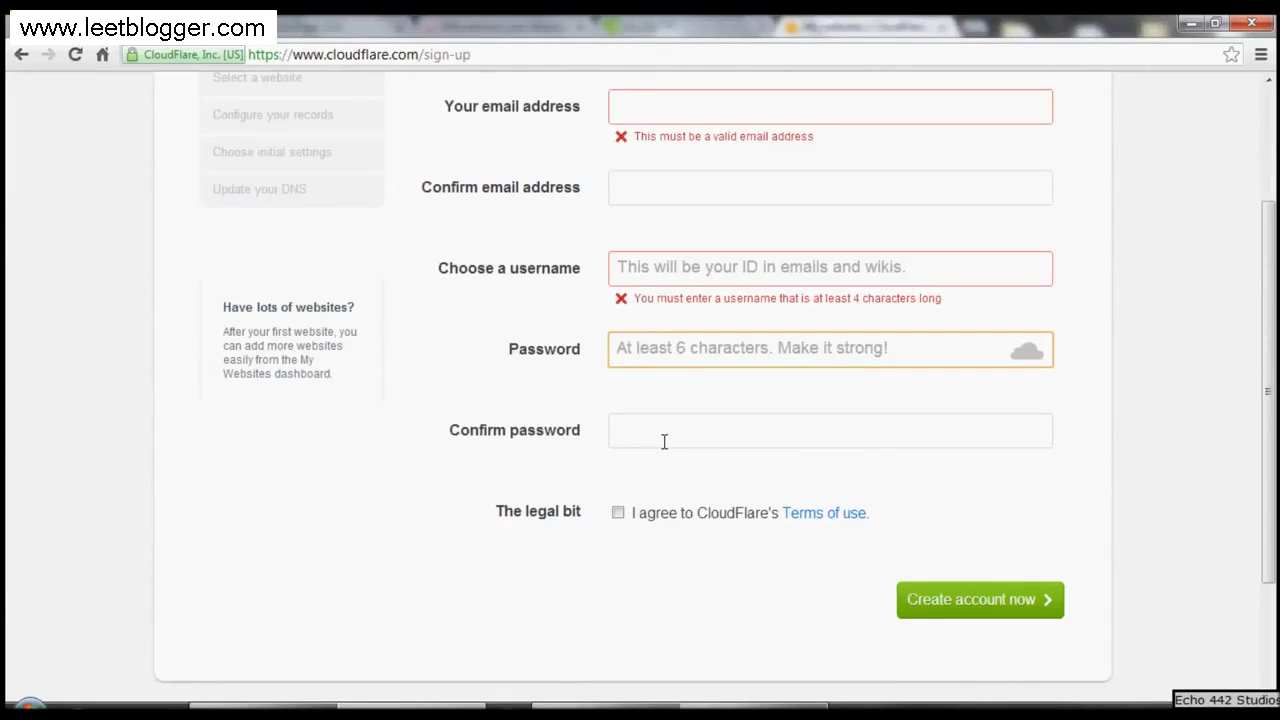 www.leetblogger.com
CloudFlare, Inc. [US] https://www.cloudflare.com/sign-up
Select a website
Configure your records
Choose initial settings
Update your DNS
Have lots of websites?
After your first website, you
can add more websites
easily from the My
Websites dashboard.
Your email address
This must be a valid email address
Confirm email address
Choose a username This will be your ID in emails and wikis.
You must enter a username that is at least 4 characters long
Password At least 6 characters. Make it strong!
Confirm password
The legal bit I agree to CloudFlare's Terms of use.
Create account now
Echo 442 Studios